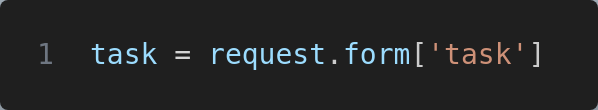 1 task = request.form['task']